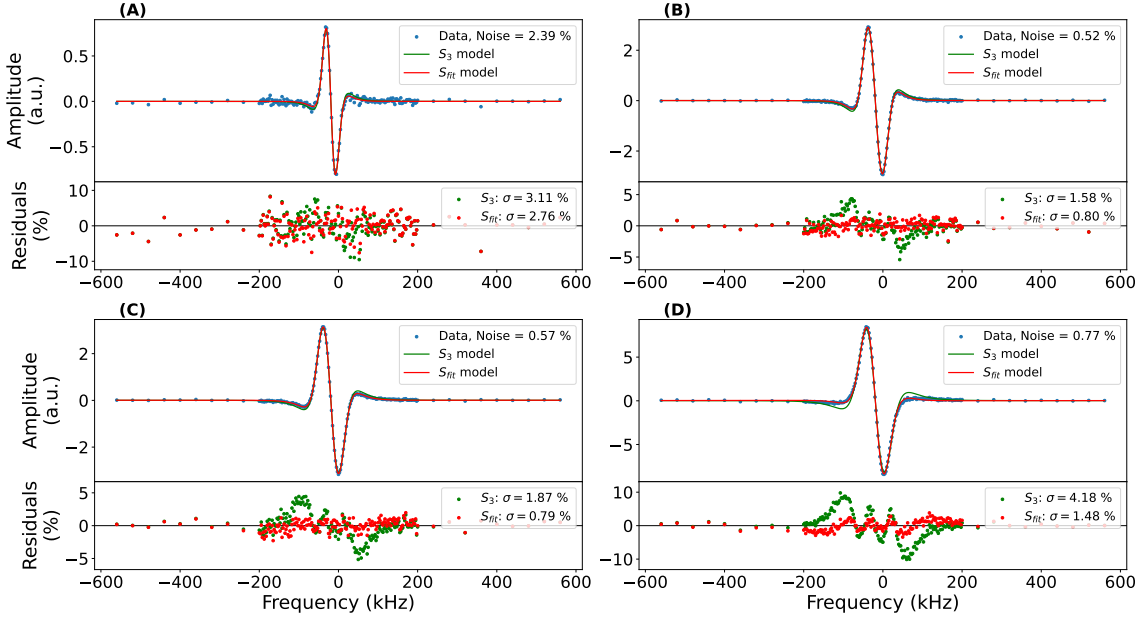 (A)
Amplitude
(a.u.)
0.5
0.0
−0.5
Data, Noise = 2.39 %
S3 model
Sfit model
Residuals
(%)
10
0
−10
S3: σ = 3.11 %
Sfit: σ = 2.76 %
−600 −400 −200 0 200 400 600
(B)
2
0
−2
Data, Noise = 0.52 %
S3 model
Sfit model
5
0
−5
S3: σ = 1.58 %
Sfit: σ = 0.80 %
−600 −400 −200 0 200 400 600
(C)
Amplitude
(a.u.)
2
0
−2
Data, Noise = 0.57 %
S3 model
Sfit model
Residuals
(%)
5
0
−5
S3: σ = 1.87 %
Sfit: σ = 0.79 %
−600 −400 −200 0 200 400 600
Frequency (kHz)
(D)
5
0
−5
Data, Noise = 0.77 %
S3 model
Sfit model
10
0
−10
S3: σ = 4.18 %
Sfit: σ = 1.48 %
−600 −400 −200 0 200 400 600
Frequency (kHz)